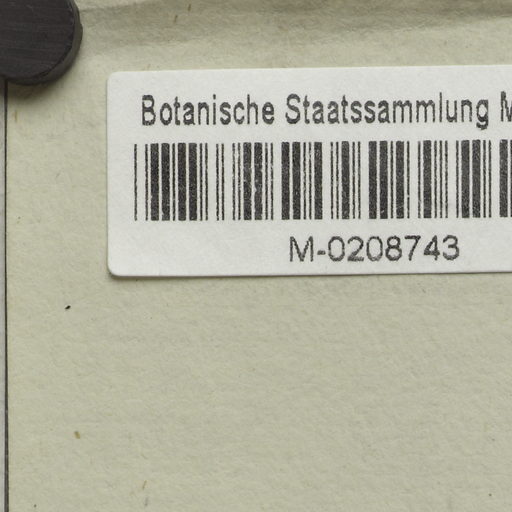 Botanische Staatssammlung M
M-0208743